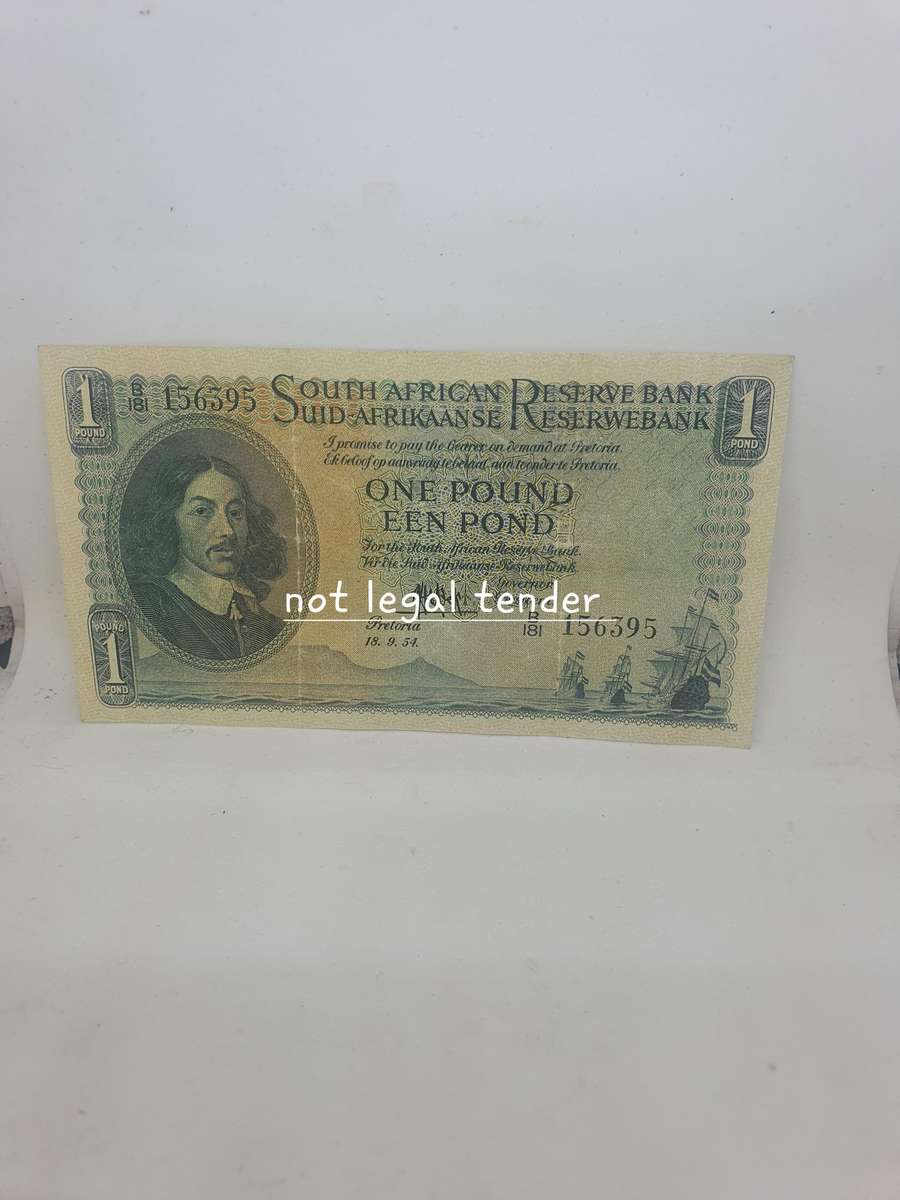 1
POUND
B/181 156395
SOUTH AFRICAN RESERVE BANK
SUID-AFRIKAANSE RESERWEBANK
1
POND
I promise to pay the Bearer on demand at Pretoria.
Ek beloof op aanvraag te betaal aan toonder te Pretoria.
ONE POUND
EEN POND
For the South African Reserve Bank.
Vir die Suid-Afrikaanse Reserwebank.
Governor
not legal tender
B/181 156395
Pretoria
18. 9. 54.
POUND
1
POND